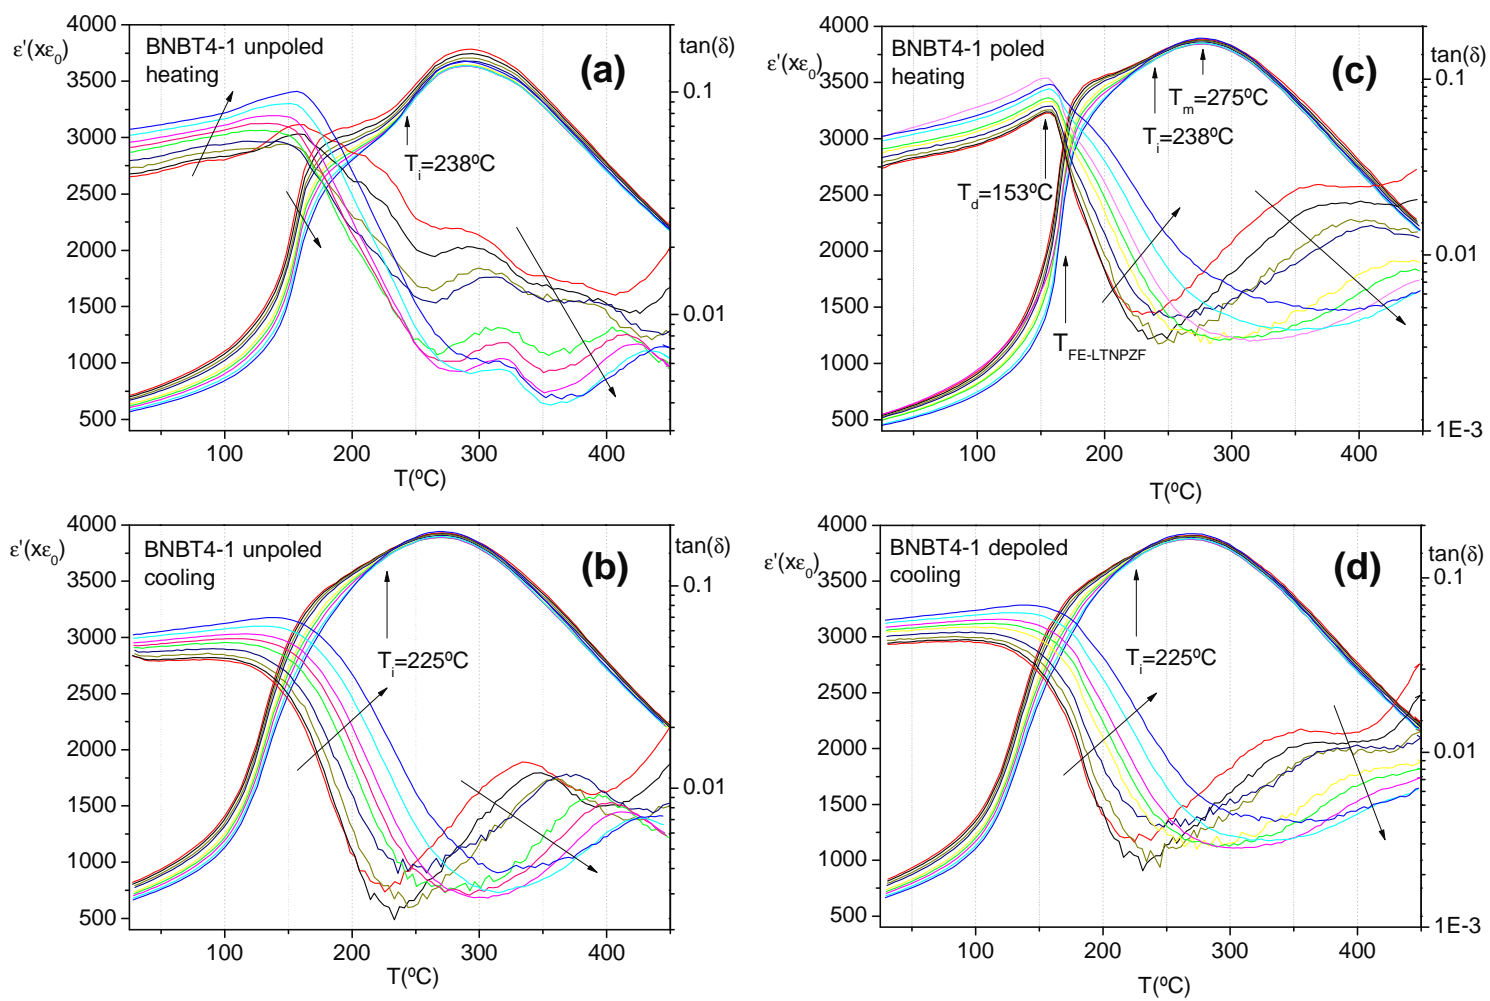 BNBT4-1 unpoled
heating
(a)
ε'(xε0)
tan(δ)
4000
3500
3000
2500
2000
1500
1000
500
0.1
0.01
Ti=238ºC
100
200
300
400
T(ºC)
BNBT4-1 poled
heating
(c)
ε'(xε0)
tan(δ)
4000
3500
3000
2500
2000
1500
1000
500
0.1
0.01
1E-3
Tm=275ºC
Ti=238ºC
Td=153ºC
TFE-LTNPZF
100
200
300
400
T(ºC)
BNBT4-1 unpoled
cooling
(b)
ε'(xε0)
tan(δ)
4000
3500
3000
2500
2000
1500
1000
500
0.1
0.01
Ti=225ºC
100
200
300
400
T(ºC)
BNBT4-1 depoled
cooling
(d)
ε'(xε0)
tan(δ)
4000
3500
3000
2500
2000
1500
1000
500
0.1
0.01
1E-3
Ti=225ºC
100
200
300
400
T(ºC)